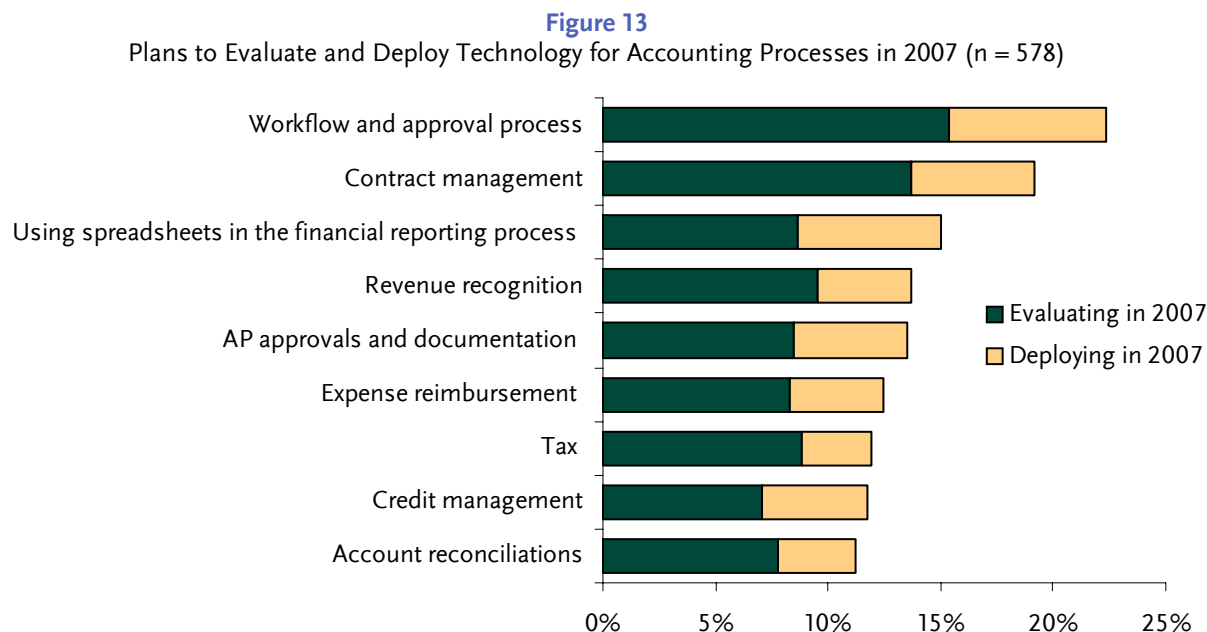 Figure 13
Plans to Evaluate and Deploy Technology for Accounting Processes in 2007 (n = 578)
Workflow and approval process
Contract management
Using spreadsheets in the financial reporting process
Revenue recognition
AP approvals and documentation
Expense reimbursement
Tax
Credit management
Account reconciliations
Evaluating in 2007
Deploying in 2007
0% 5% 10% 15% 20% 25%